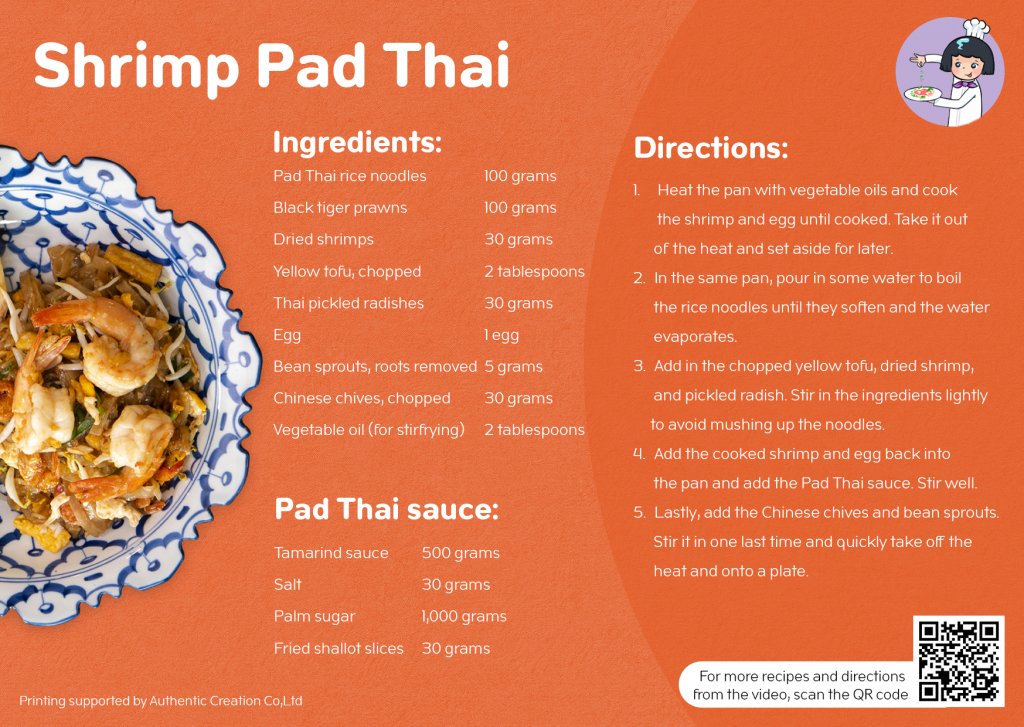 Shrimp Pad Thai
Ingredients:
Pad Thai rice noodles 100 grams
Black tiger prawns 100 grams
Dried shrimps 30 grams
Yellow tofu, chopped 2 tablespoons
Thai pickled radishes 30 grams
Egg 1 egg
Bean sprouts, roots removed 5 grams
Chinese chives, chopped 30 grams
Vegetable oil (for stirfrying) 2 tablespoons
Pad Thai sauce:
Tamarind sauce 500 grams
Salt 30 grams
Palm sugar 1,000 grams
Fried shallot slices 30 grams
Directions:
1. Heat the pan with vegetable oils and cook
the shrimp and egg until cooked. Take it out
of the heat and set aside for later.
2. In the same pan, pour in some water to boil
the rice noodles until they soften and the water
evaporates.
3. Add in the chopped yellow tofu, dried shrimp,
and pickled radish. Stir in the ingredients lightly
to avoid mushing up the noodles.
4. Add the cooked shrimp and egg back into
the pan and add the Pad Thai sauce. Stir well.
5. Lastly, add the Chinese chives and bean sprouts.
Stir it in one last time and quickly take off the
heat and onto a plate.
For more recipes and directions
from the video, scan the QR code
Printing supported by Authentic Creation Co,Ltd